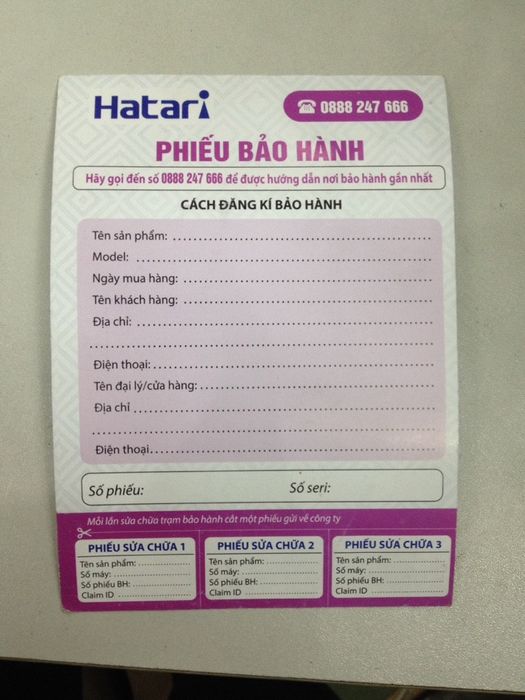 Hatari
☎ 0888 247 666
PHIẾU BẢO HÀNH
Hãy gọi đến số 0888 247 666 để được hướng dẫn nơi bảo hành gần nhất
CÁCH ĐĂNG KÍ BẢO HÀNH
Tên sản phẩm:
Model:
Ngày mua hàng:
Tên khách hàng:
Địa chỉ:
Điện thoại:
Tên đại lý/cửa hàng:
Địa chỉ
Điện thoại
Số phiếu: Số seri:
Mỗi lần sửa chữa trạm bảo hành cắt một phiếu gửi về công ty
PHIẾU SỬA CHỮA 1
Tên sản phẩm:
Số máy:
Số phiếu BH:
Claim ID
PHIẾU SỬA CHỮA 2
Tên sản phẩm:
Số máy:
Số phiếu BH:
Claim ID
PHIẾU SỬA CHỮA 3
Tên sản phẩm:
Số máy:
Số phiếu BH:
Claim ID